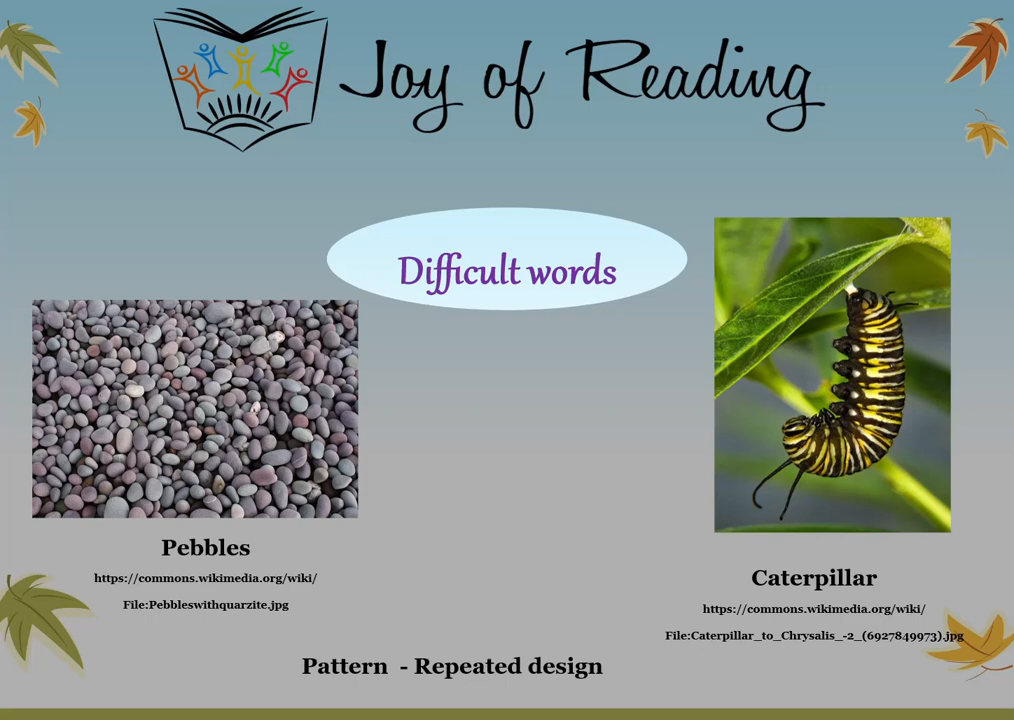 Joy of Reading
Difficult words
Pebbles
https://commons.wikimedia.org/wiki/
File:Pebbleswithquarzite.jpg
Caterpillar
https://commons.wikimedia.org/wiki/
File:Caterpillar_to_Chrysalis_-2_(6927849973).jpg
Pattern - Repeated design